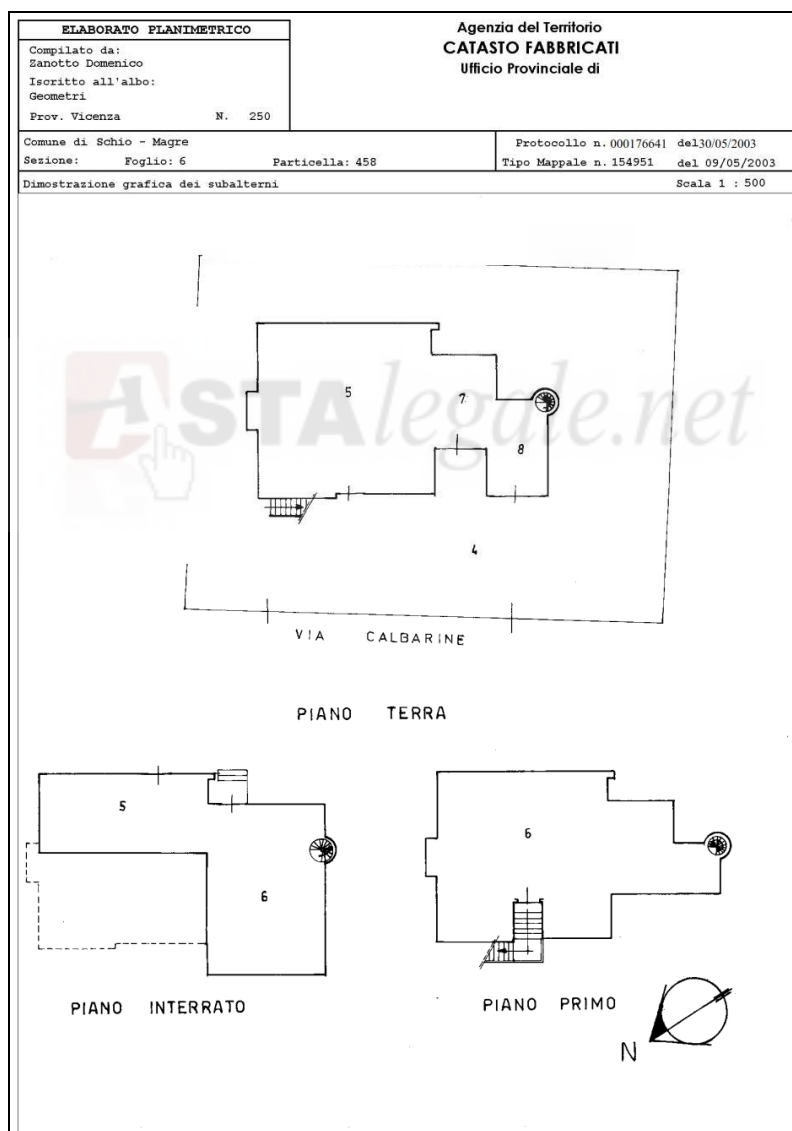 ELABORATO PLANIMETRICO
Compilato da:
Zanotto Domenico
Iscritto all'albo:
Geometri
Prov. Vicenza N. 250
Agenzia del Territorio
CATASTO FABBRICATI
Ufficio Provinciale di
Comune di Schio - Magre
Sezione: Foglio: 6 Particella: 458
Protocollo n. 000176641 del30/05/2003
Tipo Mappale n. 154951 del 09/05/2003
Dimostrazione grafica dei subalterni Scala 1 : 500
5
7
8
ASTAlegale.net
4
VIA CALBARINE
PIANO TERRA
5
6
PIANO INTERRATO
6
PIANO PRIMO
N